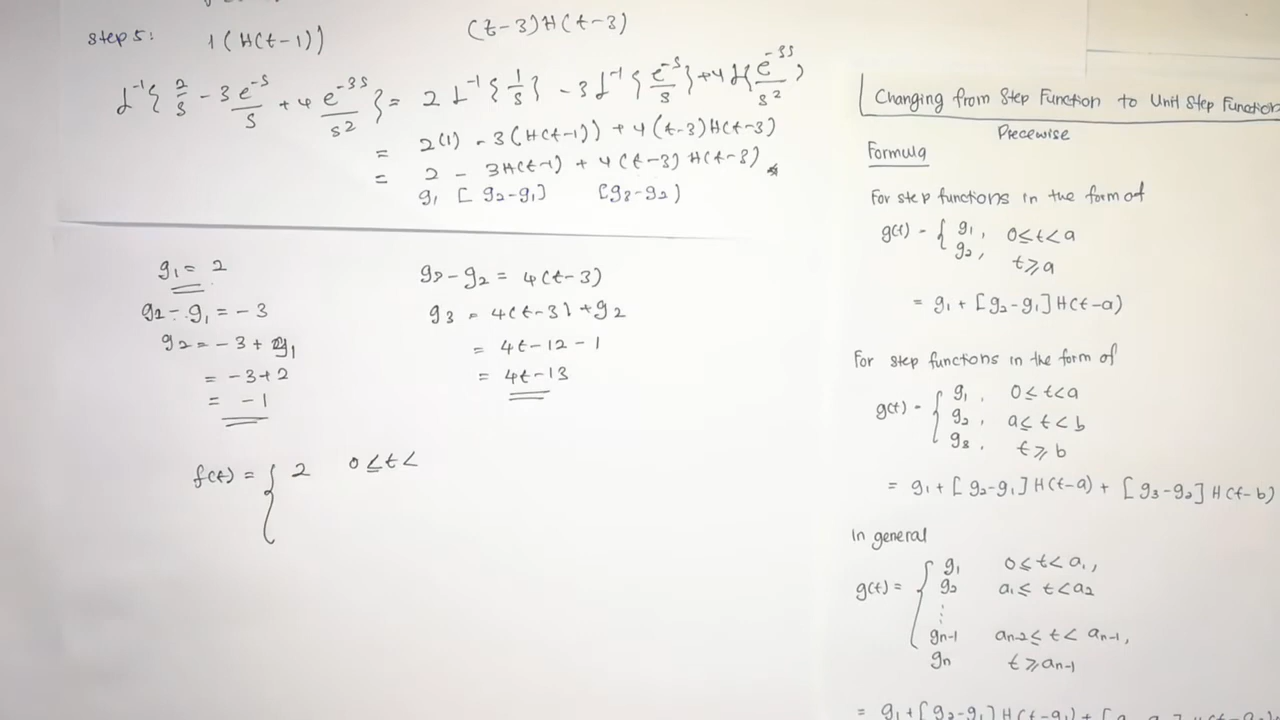 Step 5: 1(H(t-1)) (t-3)H(t-3)
L⁻¹{ 2/s - 3 e^-s/s + 4 e^-3s/s² } = 2 L⁻¹{ 1/s } - 3 L⁻¹{ e^-s/s } + 4 L{ e^-3s/s² }
= 2(1) - 3(H(t-1)) + 4(t-3)H(t-3)
= 2 - 3H(t-1) + 4(t-3) H(t-3)
g₁ [g₂-g₁] [g₃-g₂]
g₁ = 2
g₂ - g₁ = -3
g₂ = -3 + g₁
= -3+2
= -1
g₃-g₂ = 4(t-3)
g₃ = 4(t-3)+g₂
= 4t-12-1
= 4t-13
f(t) = { 2 0≤t<
Changing from Step Function to Unit Step Function
Piecewise
Formula
For step functions in the form of
g(t) = { g₁, 0≤t<a
g₂, t≥a
= g₁ + [g₂-g₁]H(t-a)
For step functions in the form of
g(t) = { g₁, 0≤t<a
g₂, a≤t<b
g₃, t≥b
= g₁ + [g₂-g₁]H(t-a) + [g₃-g₂]H(t-b)
In general
g(t) = { g₁ 0≤t<a₁,
g₂ a₁≤t<a₂
⋮
gn-1 an-2≤t<an-1,
gn t≥an-1